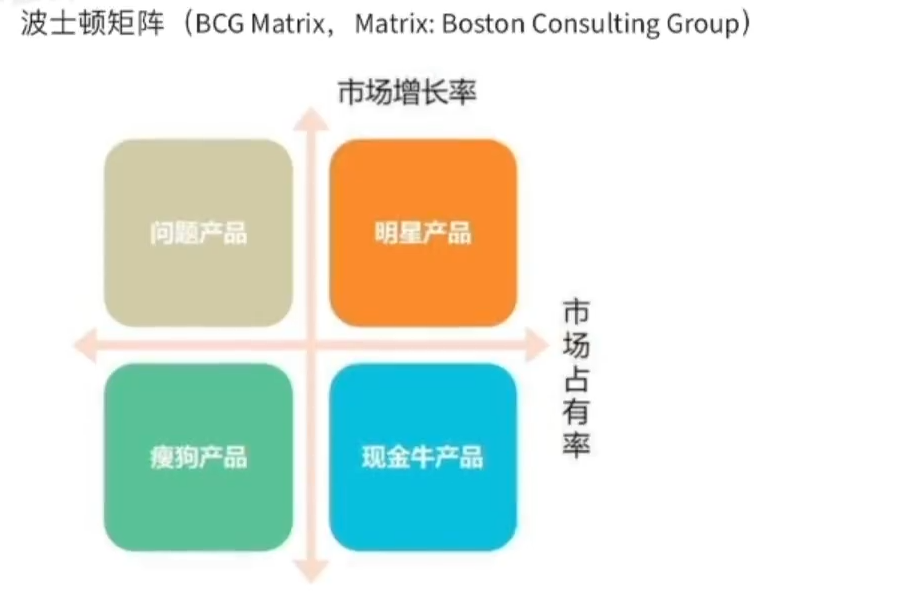 波士顿矩阵（BCG Matrix，Matrix: Boston Consulting Group）
市场增长率
问题产品
明星产品
市场占有率
瘦狗产品
现金牛产品